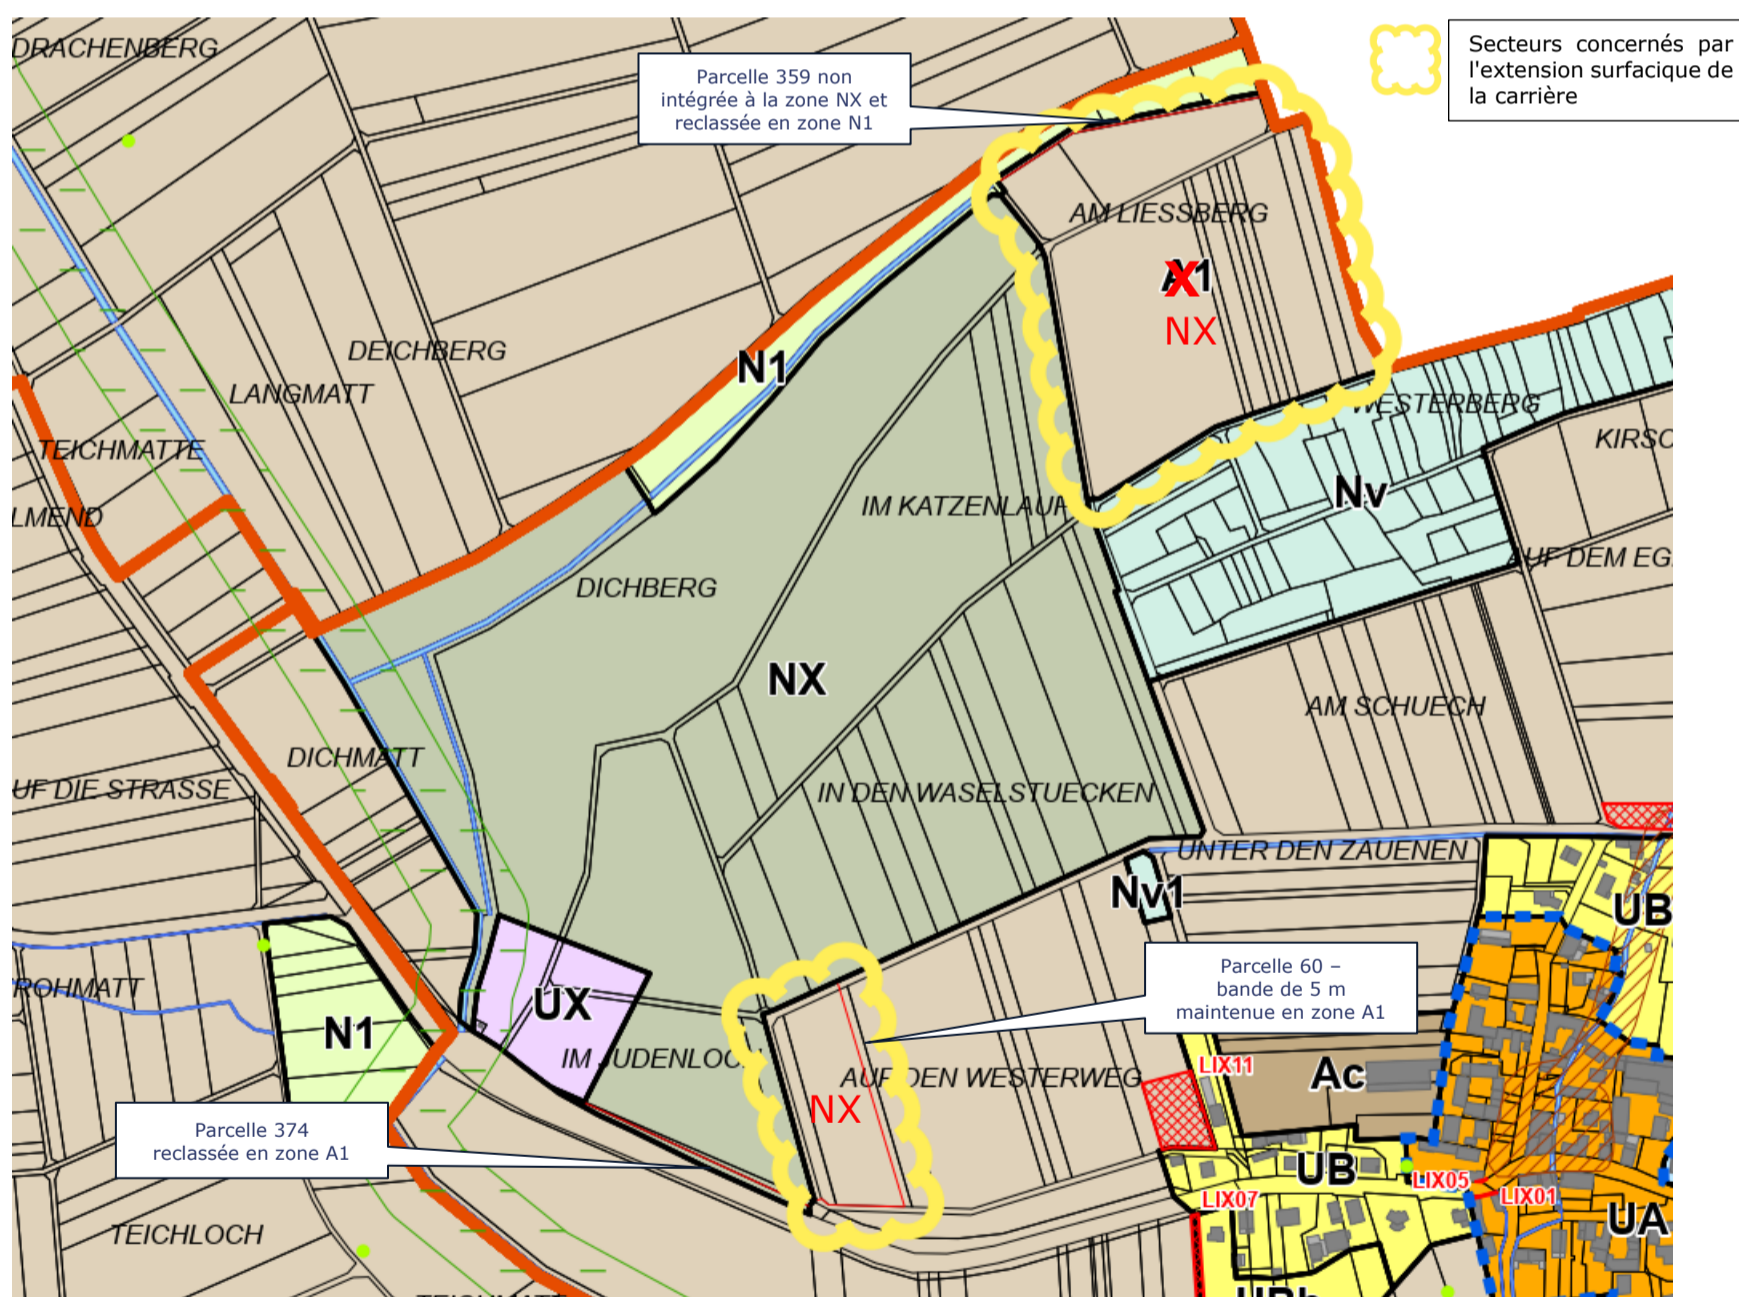 DRACHENBERG
Parcelle 359 non
intégrée à la zone NX et
reclassée en zone N1
Secteurs concernés par
l'extension surfacique de
la carrière
AM LIESSBERG
A1
X
NX
DEICHBERG
N1
LANGMATT
WESTERBERG
TEICHMATTE
KIRSC
LMEND
IM KATZENLAUF
Nv
UF DEM EG
DICHBERG
NX
AM SCHUECH
DICHMATT
UF DIE STRASSE
IN DEN WASELSTUECKEN
UNTER DEN ZAUENEN
Nv1
UB
ROHMATT
UX
N1
Parcelle 60 –
bande de 5 m
maintenue en zone A1
IM JUDENLOC
AUF DEN WESTERWEG
LIX11
Ac
NX
Parcelle 374
reclassée en zone A1
UB
LIX05
LIX07
LIX01
UA
TEICHLOCH
TEICHMATT
UBh